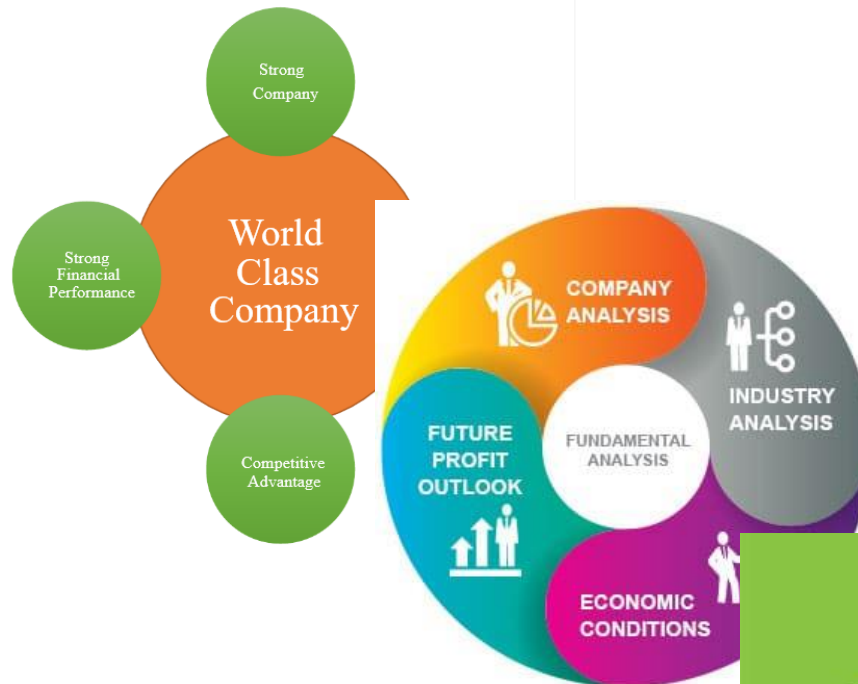 Strong
Company
World
Class
Company
Strong
Financial
Performance
Competitive
Advantage
COMPANY
ANALYSIS
INDUSTRY
ANALYSIS
FUTURE
PROFIT
OUTLOOK
FUNDAMENTAL
ANALYSIS
ECONOMIC
CONDITIONS